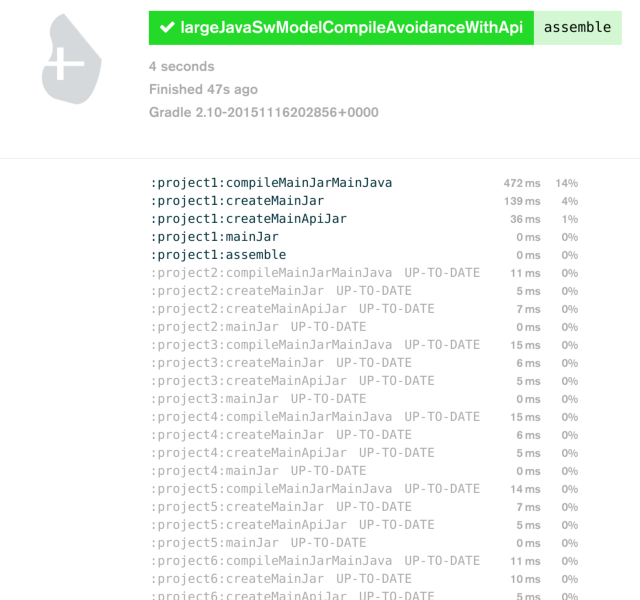 ✔ largeJavaSwModelCompileAvoidanceWithApi assemble
4 seconds
Finished 47s ago
Gradle 2.10-20151116202856+0000
:project1:compileMainJarMainJava 472 ms 14%
:project1:createMainJar 139 ms 4%
:project1:createMainApiJar 36 ms 1%
:project1:mainJar 0 ms 0%
:project1:assemble 0 ms 0%
:project2:compileMainJarMainJava UP-TO-DATE 11 ms 0%
:project2:createMainJar UP-TO-DATE 5 ms 0%
:project2:createMainApiJar UP-TO-DATE 7 ms 0%
:project2:mainJar UP-TO-DATE 0 ms 0%
:project3:compileMainJarMainJava UP-TO-DATE 15 ms 0%
:project3:createMainJar UP-TO-DATE 6 ms 0%
:project3:createMainApiJar UP-TO-DATE 5 ms 0%
:project3:mainJar UP-TO-DATE 0 ms 0%
:project4:compileMainJarMainJava UP-TO-DATE 15 ms 0%
:project4:createMainJar UP-TO-DATE 6 ms 0%
:project4:createMainApiJar UP-TO-DATE 5 ms 0%
:project4:mainJar UP-TO-DATE 0 ms 0%
:project5:compileMainJarMainJava UP-TO-DATE 14 ms 0%
:project5:createMainJar UP-TO-DATE 7 ms 0%
:project5:createMainApiJar UP-TO-DATE 5 ms 0%
:project5:mainJar UP-TO-DATE 0 ms 0%
:project6:compileMainJarMainJava UP-TO-DATE 11 ms 0%
:project6:createMainJar UP-TO-DATE 10 ms 0%
:project6:createMainApiJar UP-TO-DATE 5 ms 0%